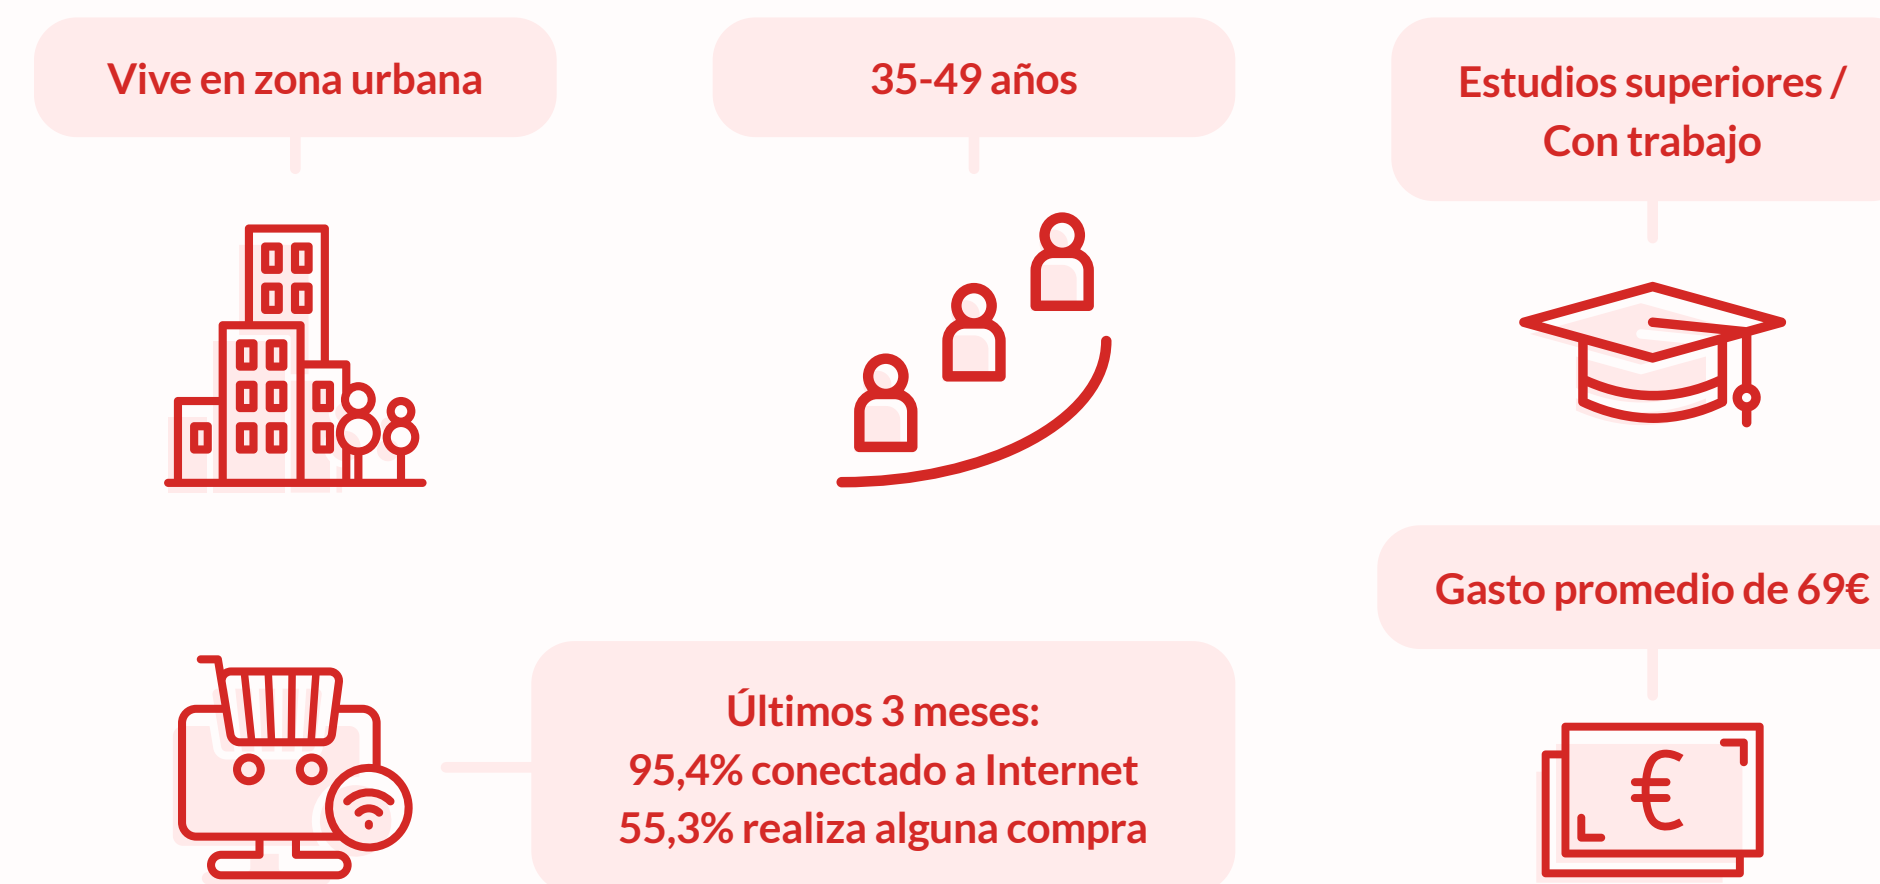 Vive en zona urbana
35-49 años
Estudios superiores /
Con trabajo
Gasto promedio de 69€
Últimos 3 meses:
95,4% conectado a Internet
55,3% realiza alguna compra
€